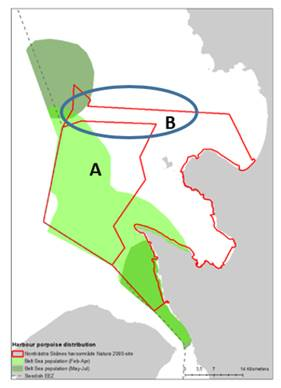 B
A
Harbour porpoise distribution
Nordvästra Skånes havsområde Natura 2000-site
Belt Sea population (Feb-Apr)
Belt Sea population (May-Jul)
Swedish EEZ
14 Kilometers